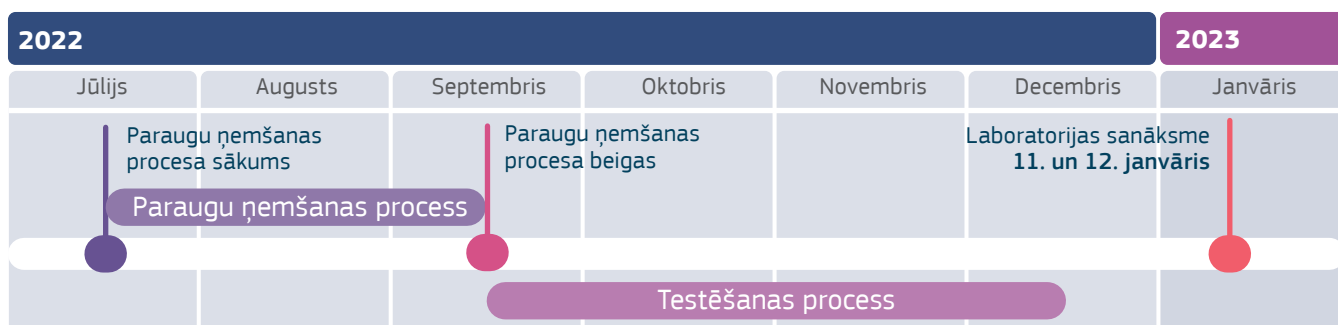 2022 2023
Jūlijs Augusts Septembris Oktobris Novembris Decembris Janvāris
Paraugu ņemšanas
procesa sākums
Paraugu ņemšanas
procesa beigas
Laboratorijas sanāksme
11. un 12. janvāris
Paraugu ņemšanas process
Testēšanas process